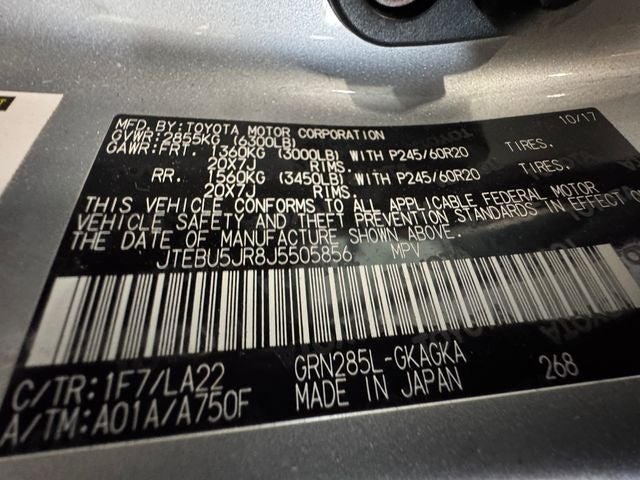 MFD.BY:TOYOTA MOTOR CORPORATION 10/17
GVWR:2855KG (6300LB)
GAWR:FRT. 1360KG (3000LB) WITH P245/60R20 TIRES.
20X7J RIMS.
RR. 1560KG (3450LB) WITH P245/60R20 TIRES.
20X7J RIMS.
THIS VEHICLE CONFORMS TO ALL APPLICABLE FEDERAL MOTOR
VEHICLE SAFETY AND THEFT PREVENTION STANDARDS IN EFFECT
THE DATE OF MANUFACTURE SHOWN ABOVE.
JTEBU5JR8J5505856 MPV
C/TR:1F7/LA22 GRN285L-GKAGKA 268
A/TM:A01A/A750F MADE IN JAPAN